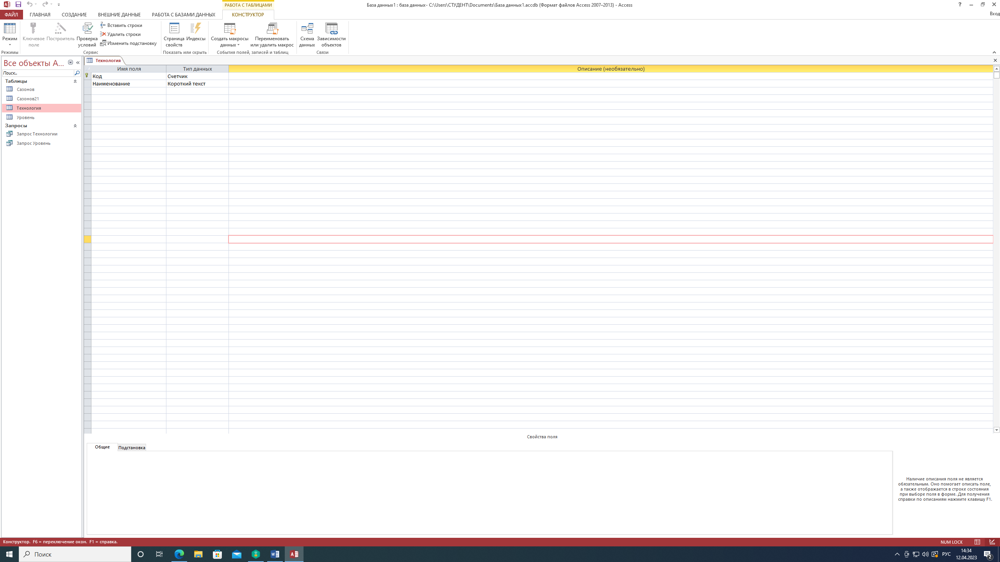 РАБОТА С ТАБЛИЦАМИ
База данных1 : база данных- C:\Users\СТУДЕНТ\Documents\База данных1.accdb (Формат файлов Access 2007–2013) - Access
ФАЙЛ ГЛАВНАЯ СОЗДАНИЕ ВНЕШНИЕ ДАННЫЕ РАБОТА С БАЗАМИ ДАННЫХ КОНСТРУКТОР
Вход
Режим
Ключевое поле
Построитель
Проверка условий
Вставить строки
Удалить строки
Изменить подстановку
Страница свойств
Индексы
Создать макросы данных
Переименовать или удалить макрос
Схема данных
Зависимости объектов
Режимы
Сервис
Показать или скрыть
События полей, записей и таблиц
Связи
Все объекты A...
Поиск...
Таблицы
Сазонов
Сазонов21
Технология
Уровень
Запросы
Запрос Технологии
Запрос Уровень
Технология
Имя поля Тип данных Описание (необязательно)
Код Счетчик
Наименование Короткий текст
Свойства поля
Общие Подстановка
Наличие описания поля не является
обязательным. Оно помогает описать поле,
а также отображается в строке состояния
при выборе поля в форме. Для получения
справки по описаниям нажмите клавишу F1.
Конструктор. F6 = переключение окон. F1 = справка.
NUM LOCK
Поиск
РУС
14:34
12.04.2023
2